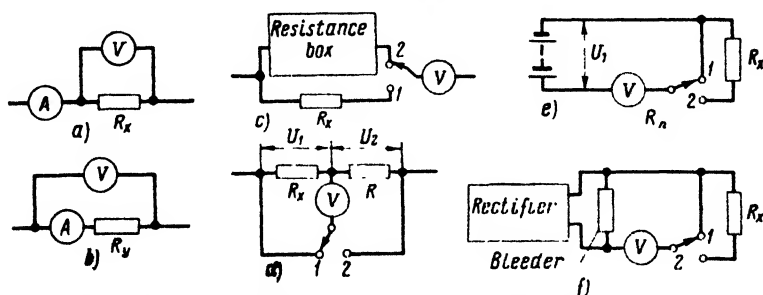 V
A
Rx
a)
V
A
Ry
b)
Resistance
box
2
V
1
Rx
c)
U1 U2
Rx R
V
1 2
d)
U1
V
1
2
Rx
Rn
e)
Rectifier
Bleeder
V
1
2
Rx
f)